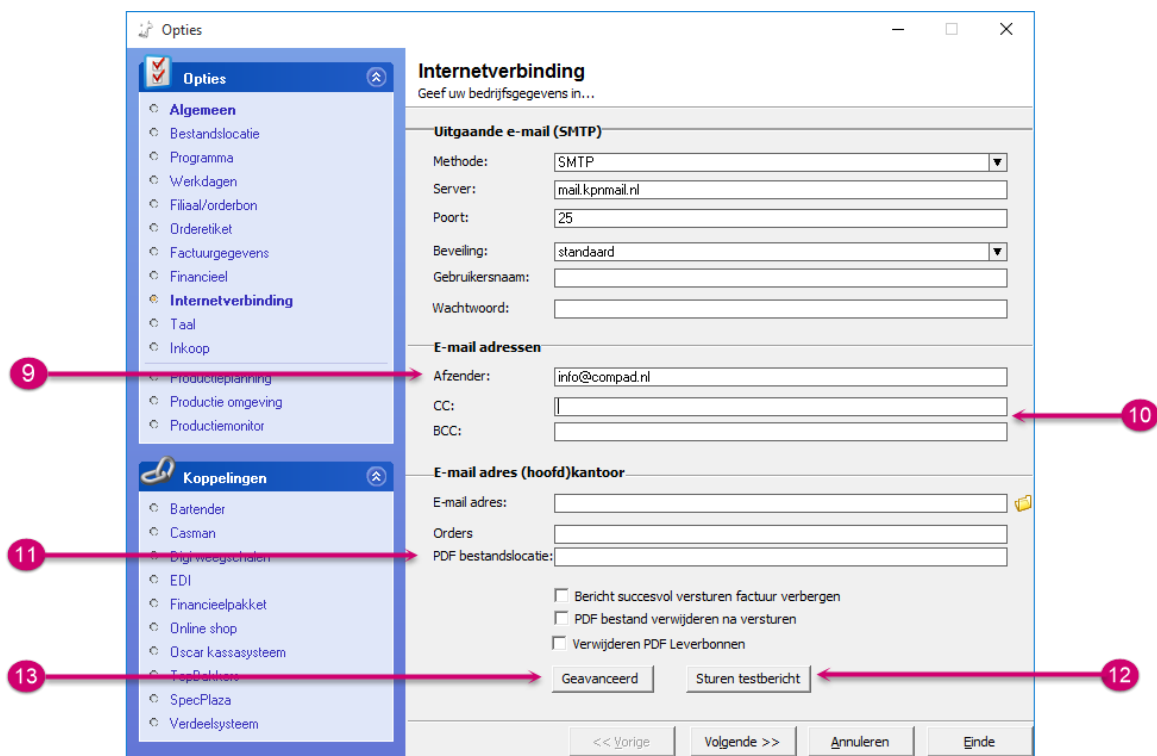 Opties
Opties
Algemeen
Bestandslocatie
Programma
Werkdagen
Filiaal/orderbon
Orderetiket
Factuurgegevens
Financieel
Internetverbinding
Taal
Inkoop
Productieplanning
Productie omgeving
Productiemonitor
Koppelingen
Bartender
Casman
Digi weegschalen
EDI
Financieelpakket
Online shop
Oscar kassasysteem
TopBakkers
SpecPlaza
Verdeelsysteem
Internetverbinding
Geef uw bedrijfsgegevens in...
Uitgaande e-mail (SMTP)
Methode: SMTP
Server: mail.kpnmail.nl
Poort: 25
Beveiling: standaard
Gebruikersnaam:
Wachtwoord:
E-mail adressen
9 Afzender: info@compad.nl
CC:
10
BCC:
E-mail adres (hoofd)kantoor
E-mail adres:
Orders
11 PDF bestandslocatie:
Bericht succesvol versturen factuur verbergen
PDF bestand verwijderen na versturen
Verwijderen PDF Leverbonnen
13 Geavanceerd Sturen testbericht 12
<< Vorige Volgende >> Annuleren Einde